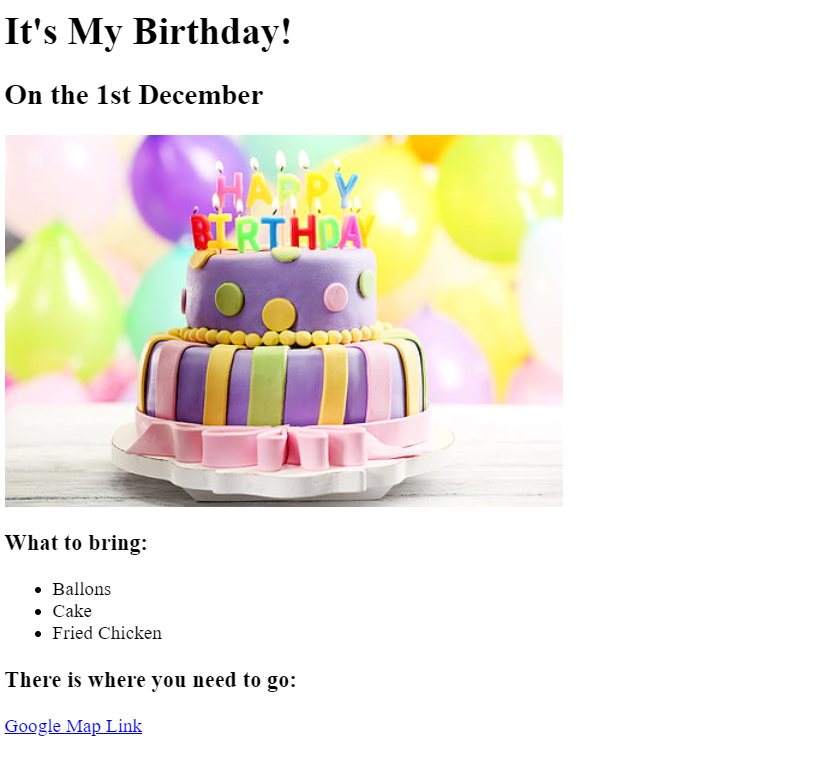 It's My Birthday!
On the 1st December
HAPPY
BIRTHDAY
What to bring:
Ballons
Cake
Fried Chicken
There is where you need to go:
Google Map Link